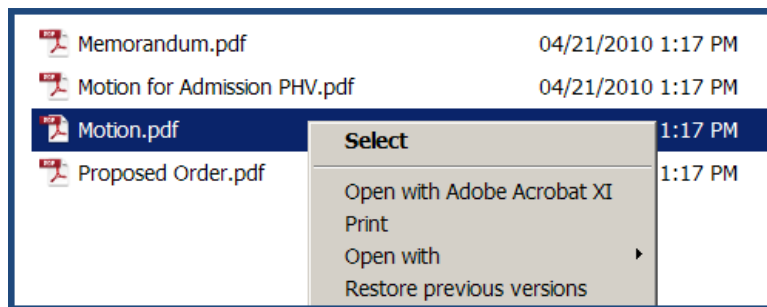 Memorandum.pdf 04/21/2010 1:17 PM
Motion for Admission PHV.pdf 04/21/2010 1:17 PM
Motion.pdf 1:17 PM
Select
Proposed Order.pdf 1:17 PM
Open with Adobe Acrobat XI
Print
Open with
Restore previous versions